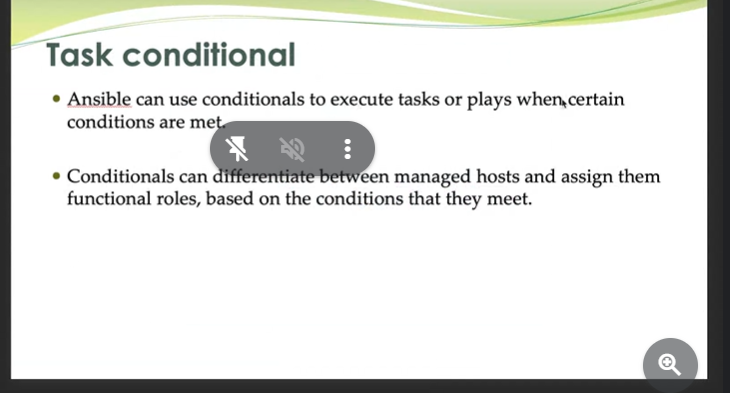 Task conditional
• Ansible can use conditionals to execute tasks or plays when certain
conditions are met.
• Conditionals can differentiate between managed hosts and assign them
functional roles, based on the conditions that they meet.